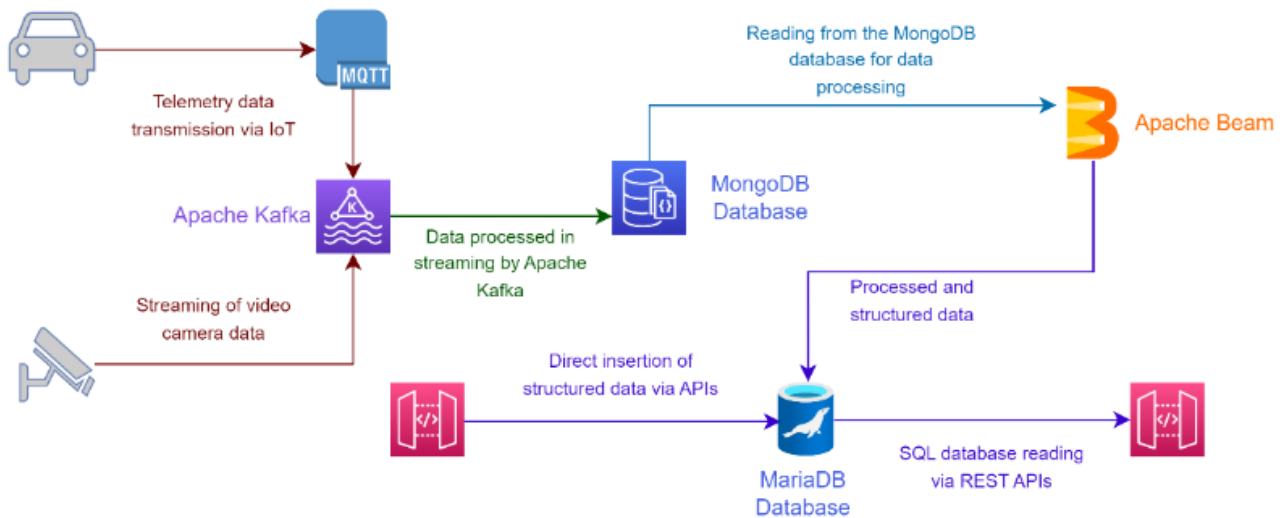 MQTT
Telemetry data
transmission via IoT
Apache Kafka
K
Data processed in
streaming by Apache
Kafka
Streaming of video
camera data
Reading from the MongoDB
database for data
processing
MongoDB
Database
{}
Apache Beam
Processed and
structured data
Direct insertion of
structured data via APIs
</>
MariaDB
Database
SQL database reading
via REST APIs
</>